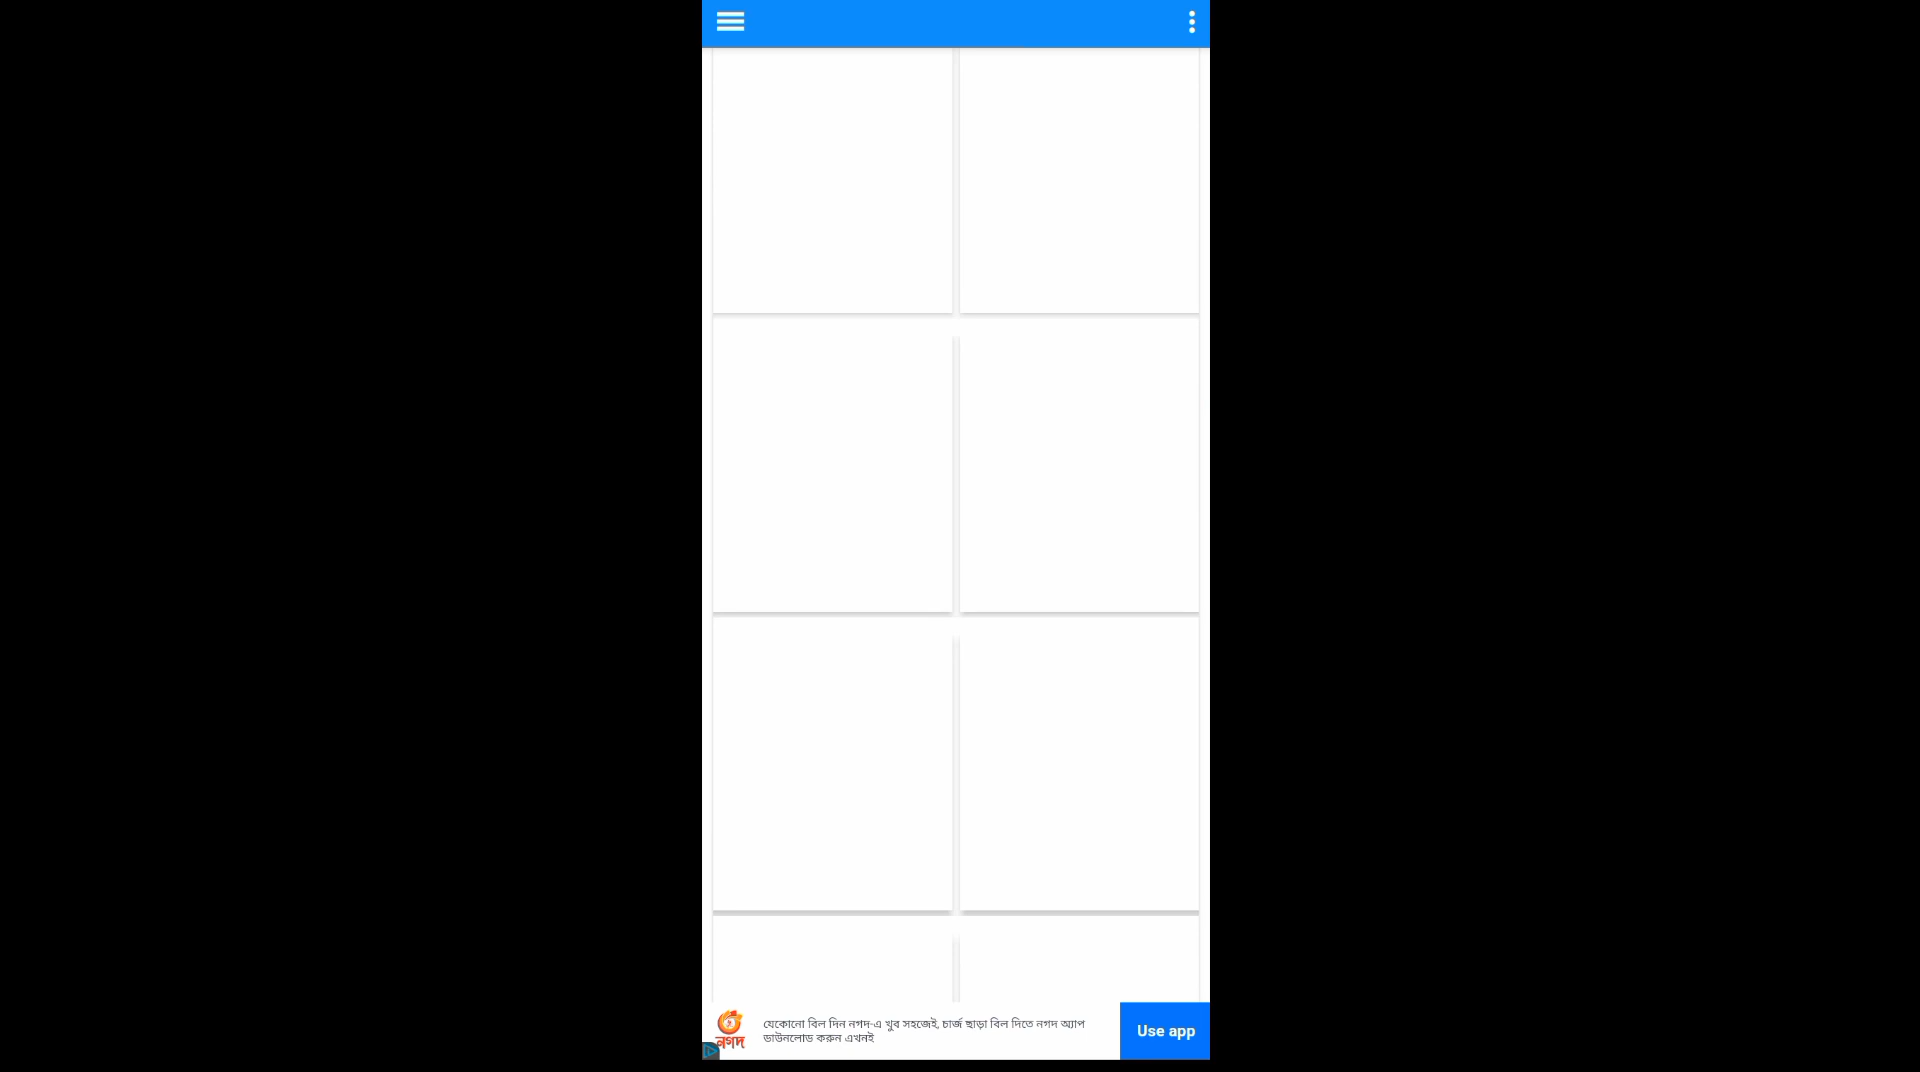 যেকোনো বিল দিন নগদ-এ খুব সহজেই, চার্জ ছাড়া বিল দিতে নগদ অ্যাপ
ডাউনলোড করুন এখনই
নগদ
Use app